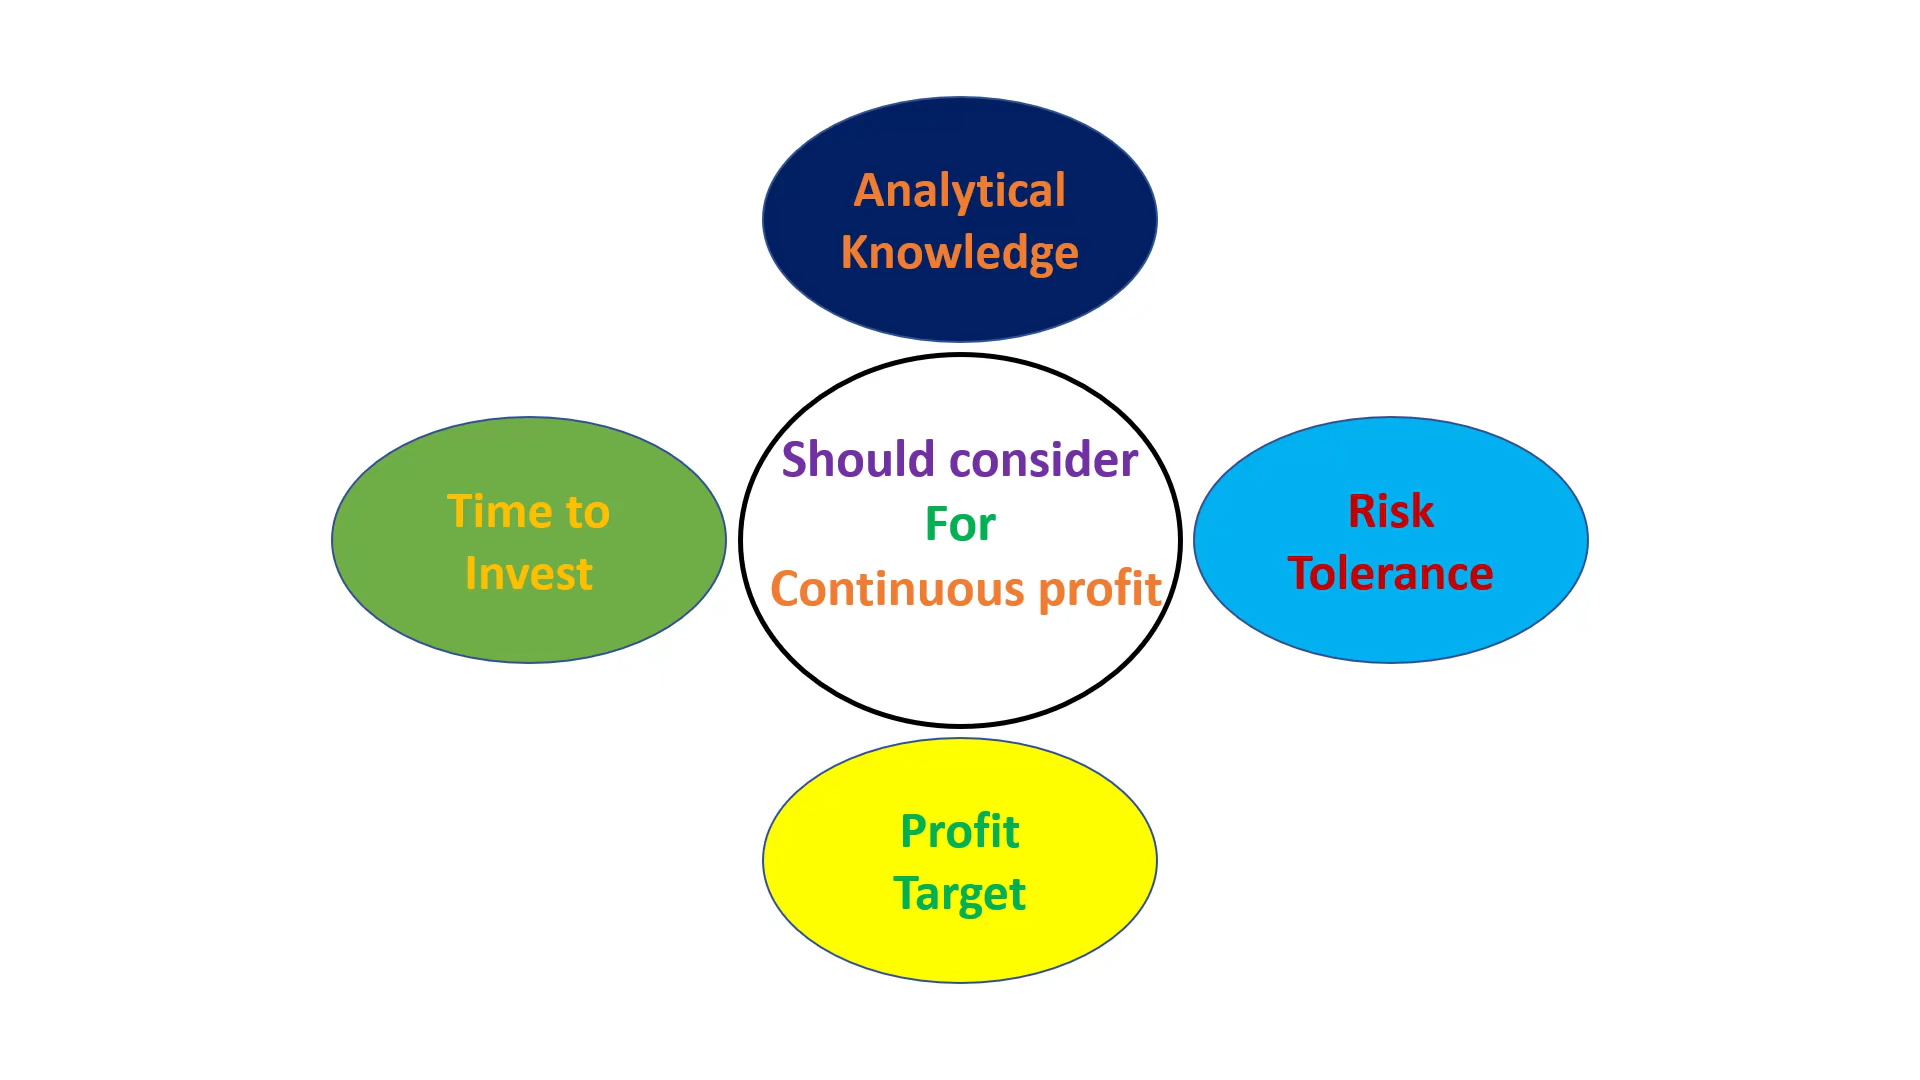 Analytical
Knowledge
Should consider
For
Continuous profit
Time to
Invest
Risk
Tolerance
Profit
Target